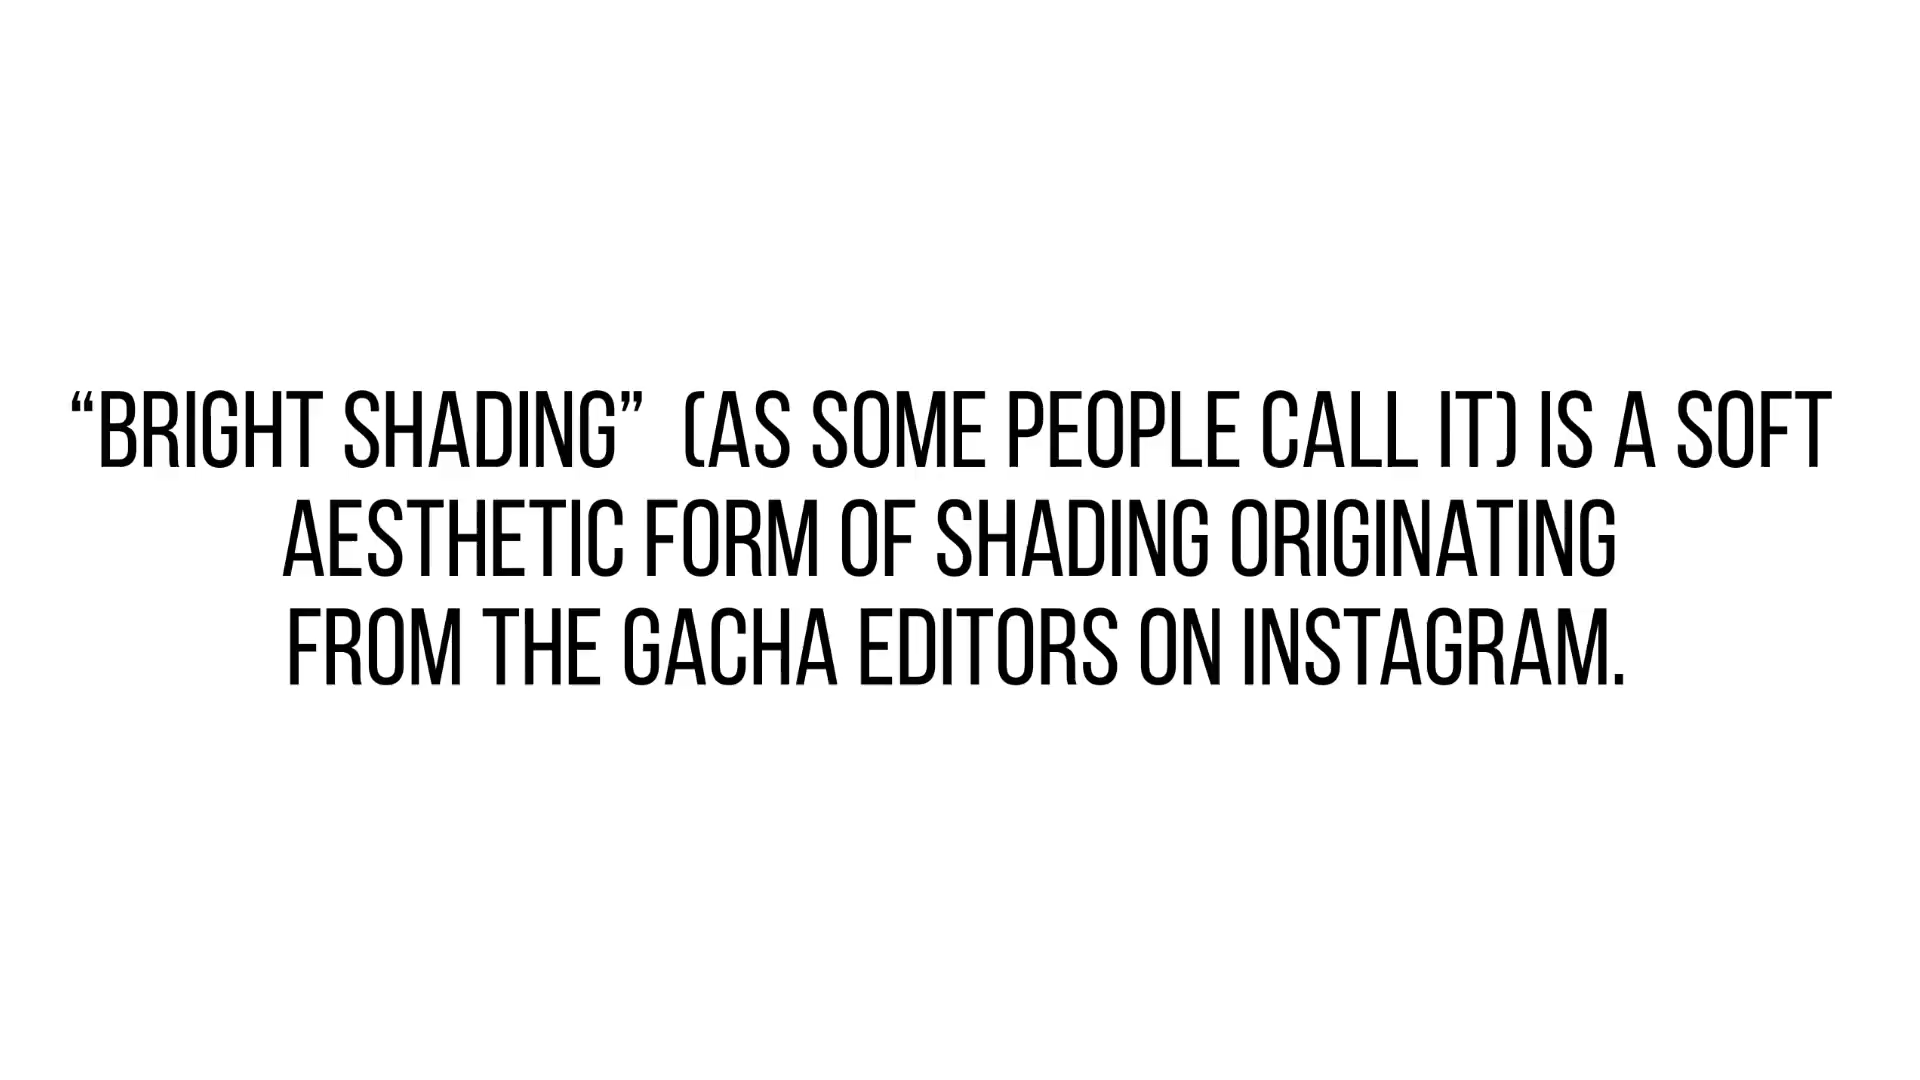 “BRIGHT SHADING”  (AS SOME PEOPLE CALL IT) IS A SOFT
AESTHETIC FORM OF SHADING ORIGINATING
FROM THE GACHA EDITORS ON INSTAGRAM.